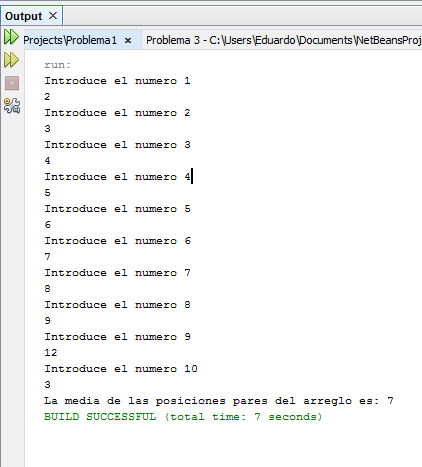 Output
Projects\Problema1 Problema 3 - C:\Users\Eduardo\Documents\NetBeansProj
run:
Introduce el numero 1
2
Introduce el numero 2
3
Introduce el numero 3
4
Introduce el numero 4
5
Introduce el numero 5
6
Introduce el numero 6
7
Introduce el numero 7
8
Introduce el numero 8
9
Introduce el numero 9
12
Introduce el numero 10
3
La media de las posiciones pares del arreglo es: 7
BUILD SUCCESSFUL (total time: 7 seconds)